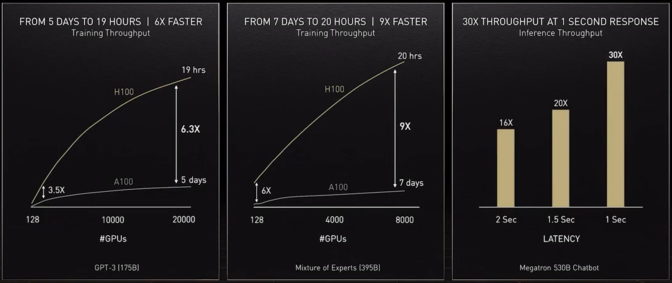 FROM 5 DAYS TO 19 HOURS | 6X FASTER
Training Throughput
19 hrs
H100
6.3X
3.5X
A100
5 days
128
10000
20000
#GPUs
GPT-3 (175B)
FROM 7 DAYS TO 20 HOURS | 9X FASTER
Training Throughput
20 hrs
H100
9X
6X
A100
7 days
128
4000
8000
#GPUs
Mixture of Experts (395B)
30X THROUGHPUT AT 1 SECOND RESPONSE
Inference Throughput
30X
20X
16X
2 Sec
1.5 Sec
1 Sec
LATENCY
Megatron 530B Chatbot